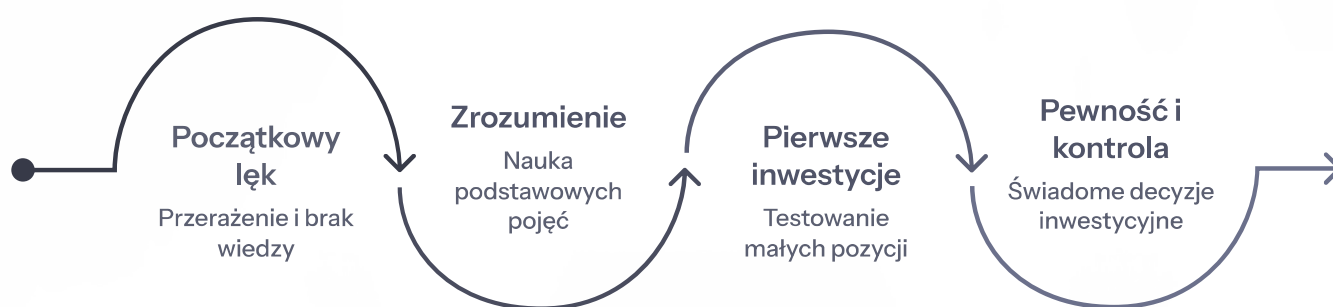 Początkowy
lęk
Przerażenie i brak
wiedzy
Zrozumienie
Nauka
podstawowych
pojęć
Pierwsze
inwestycje
Testowanie
małych pozycji
Pewność i
kontrola
Świadome decyzje
inwestycyjne